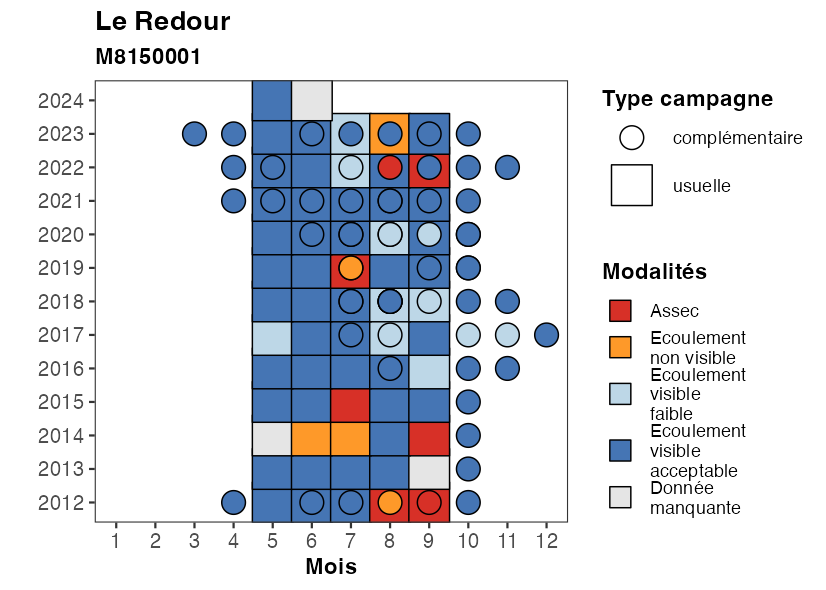 Le Redour
M8150001
2024
2023
2022
2021
2020
2019
2018
2017
2016
2015
2014
2013
2012
1 2 3 4 5 6 7 8 9 10 11 12
Mois
Type campagne
complémentaire
usuelle
Modalités
Assec
Ecoulement
non visible
Ecoulement
visible
faible
Ecoulement
visible
acceptable
Donnée
manquante